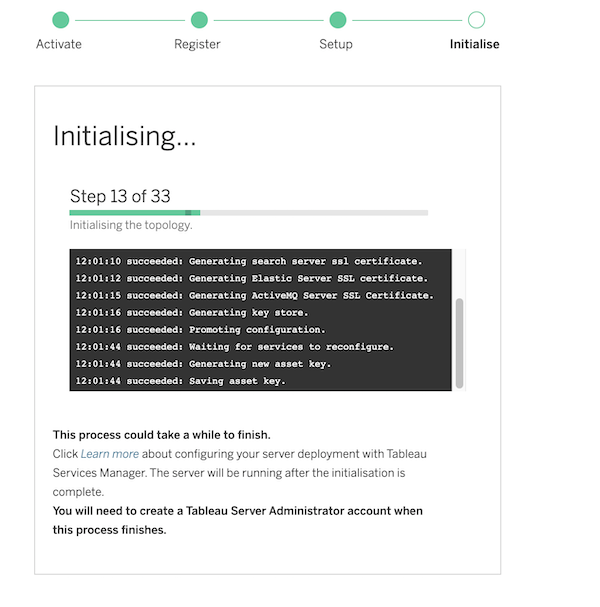 Activate
Register
Setup
Initialise
Initialising...
Step 13 of 33
Initialising the topology.
12:01:10 succeeded: Generating search server ssl certificate.
12:01:12 succeeded: Generating Elastic Server SSL certificate.
12:01:15 succeeded: Generating ActiveMQ Server SSL Certificate.
12:01:16 succeeded: Generating key store.
12:01:16 succeeded: Promoting configuration.
12:01:44 succeeded: Waiting for services to reconfigure.
12:01:44 succeeded: Generating new asset key.
12:01:44 succeeded: Saving asset key.
This process could take a while to finish.
Click Learn more about configuring your server deployment with Tableau
Services Manager. The server will be running after the initialisation is
complete.
You will need to create a Tableau Server Administrator account when
this process finishes.